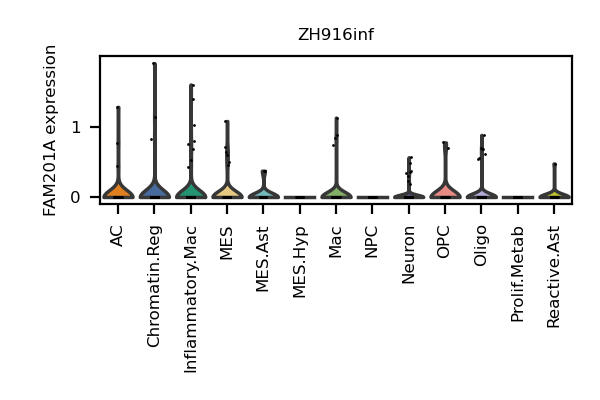 ZH916inf
FAM201A expression
1
0
AC
Chromatin.Reg
Inflammatory.Mac
MES
MES.Ast
MES.Hyp
Mac
NPC
Neuron
OPC
Oligo
Prolif.Metab
Reactive.Ast